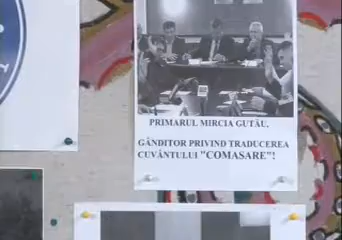 PRIMARUL MIRCIA GUTĂU,
GÂNDITOR PRIVIND TRADUCEREA
CUVÂNTULUI "COMASARE"!